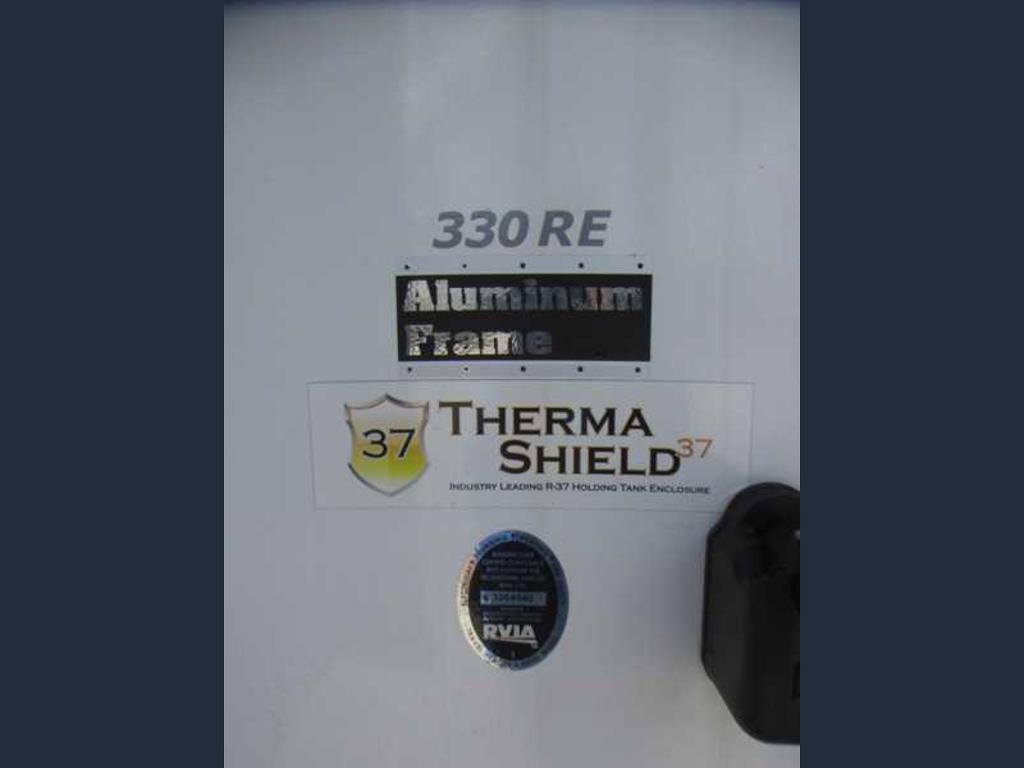 330 RE
Aluminum
Frame
37
THERMA
SHIELD37
INDUSTRY LEADING R-37 HOLDING TANK ENCLOSURE
RVIA